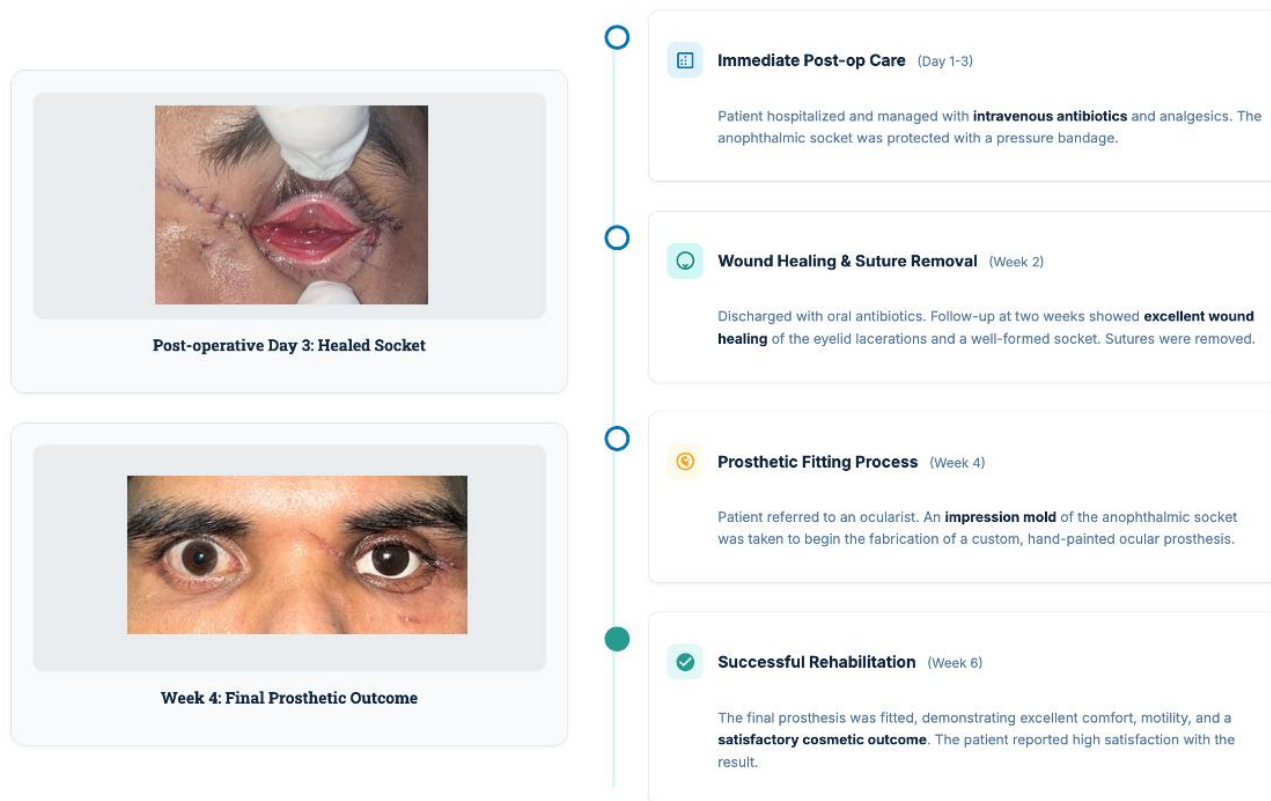 Post-operative Day 3: Healed Socket
Week 4: Final Prosthetic Outcome
Immediate Post-op Care (Day 1-3)
Patient hospitalized and managed with intravenous antibiotics and analgesics. The
anophthalmic socket was protected with a pressure bandage.
Wound Healing & Suture Removal (Week 2)
Discharged with oral antibiotics. Follow-up at two weeks showed excellent wound
healing of the eyelid lacerations and a well-formed socket. Sutures were removed.
Prosthetic Fitting Process (Week 4)
Patient referred to an ocularist. An impression mold of the anophthalmic socket
was taken to begin the fabrication of a custom, hand-painted ocular prosthesis.
Successful Rehabilitation (Week 6)
The final prosthesis was fitted, demonstrating excellent comfort, motility, and a
satisfactory cosmetic outcome. The patient reported high satisfaction with the
result.